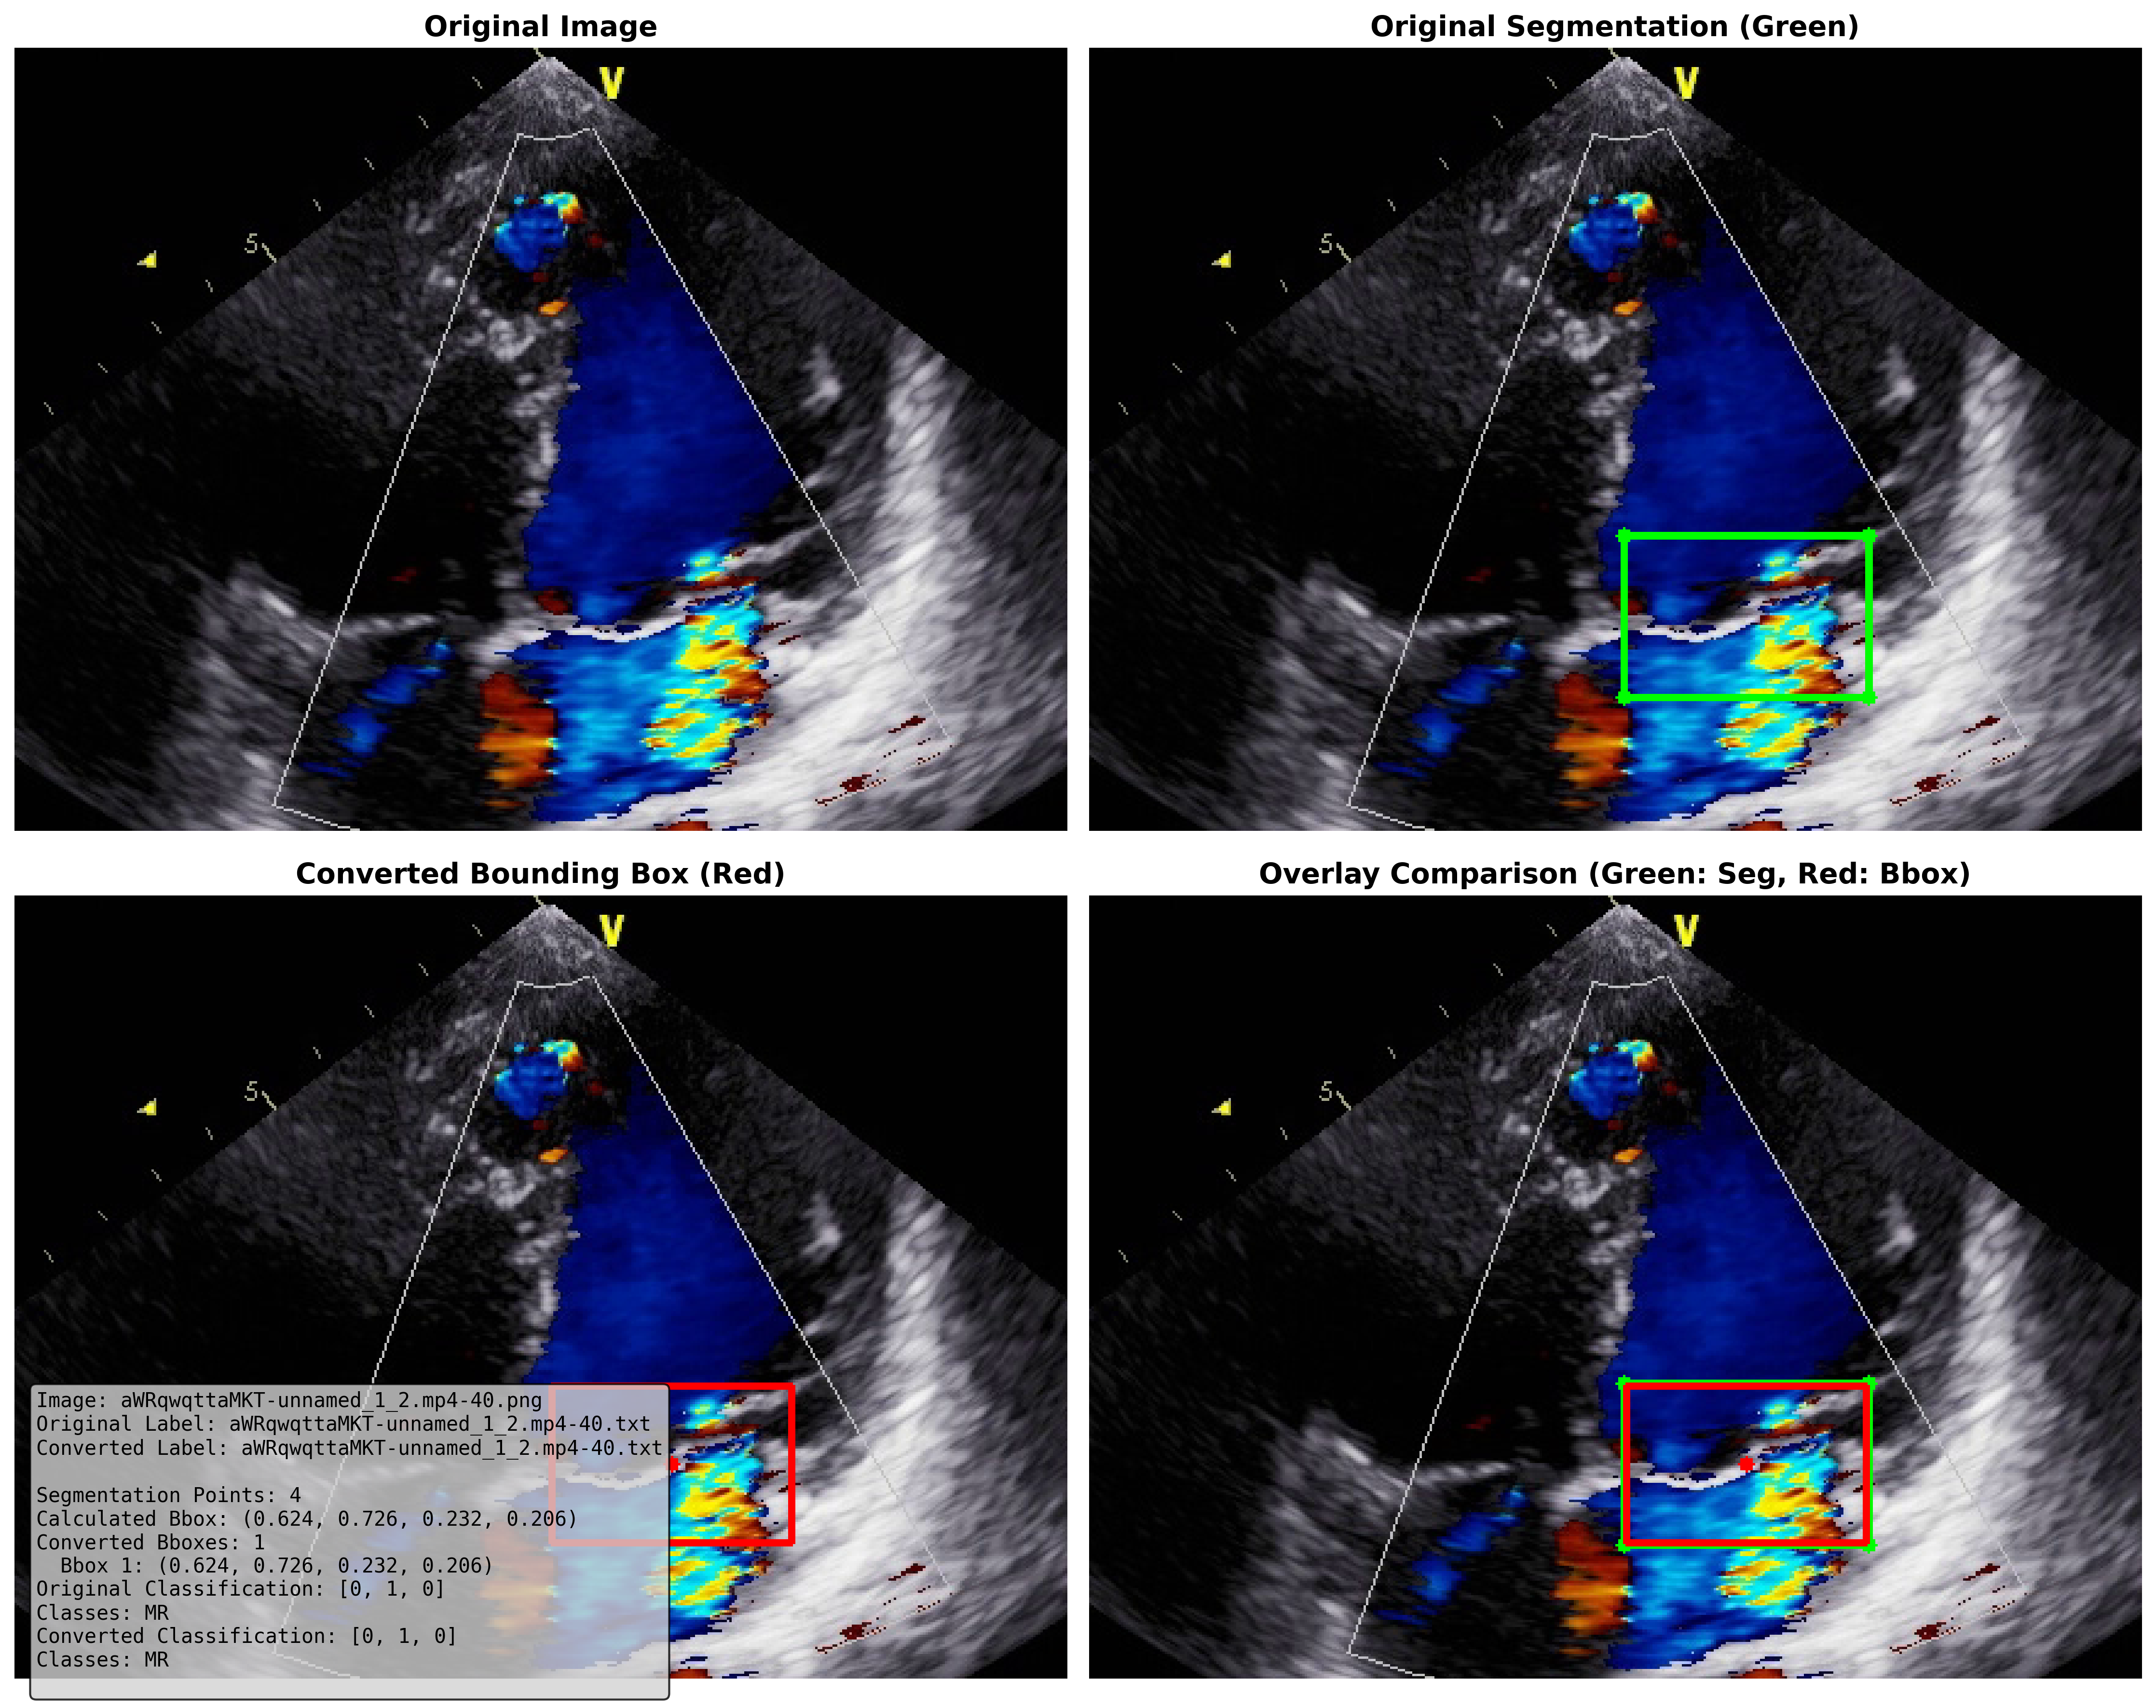 Original Image
Original Segmentation (Green)
V
5
V
5
Converted Bounding Box (Red)
Overlay Comparison (Green: Seg, Red: Bbox)
V
5
V
5
Image: aWRqwqttaMKT-unnamed_1_2.mp4-40.png
Original Label: aWRqwqttaMKT-unnamed_1_2.mp4-40.txt
Converted Label: aWRqwqttaMKT-unnamed_1_2.mp4-40.txt
Segmentation Points: 4
Calculated Bbox: (0.624, 0.726, 0.232, 0.206)
Converted Bboxes: 1
Bbox 1: (0.624, 0.726, 0.232, 0.206)
Original Classification: [0, 1, 0]
Classes: MR
Converted Classification: [0, 1, 0]
Classes: MR